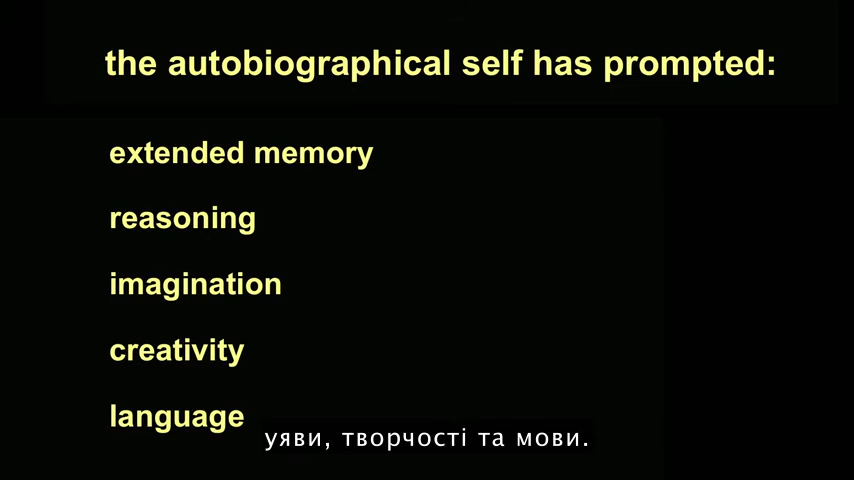 the autobiographical self has prompted:
extended memory
reasoning
imagination
creativity
language
уяви, творчості та мови.